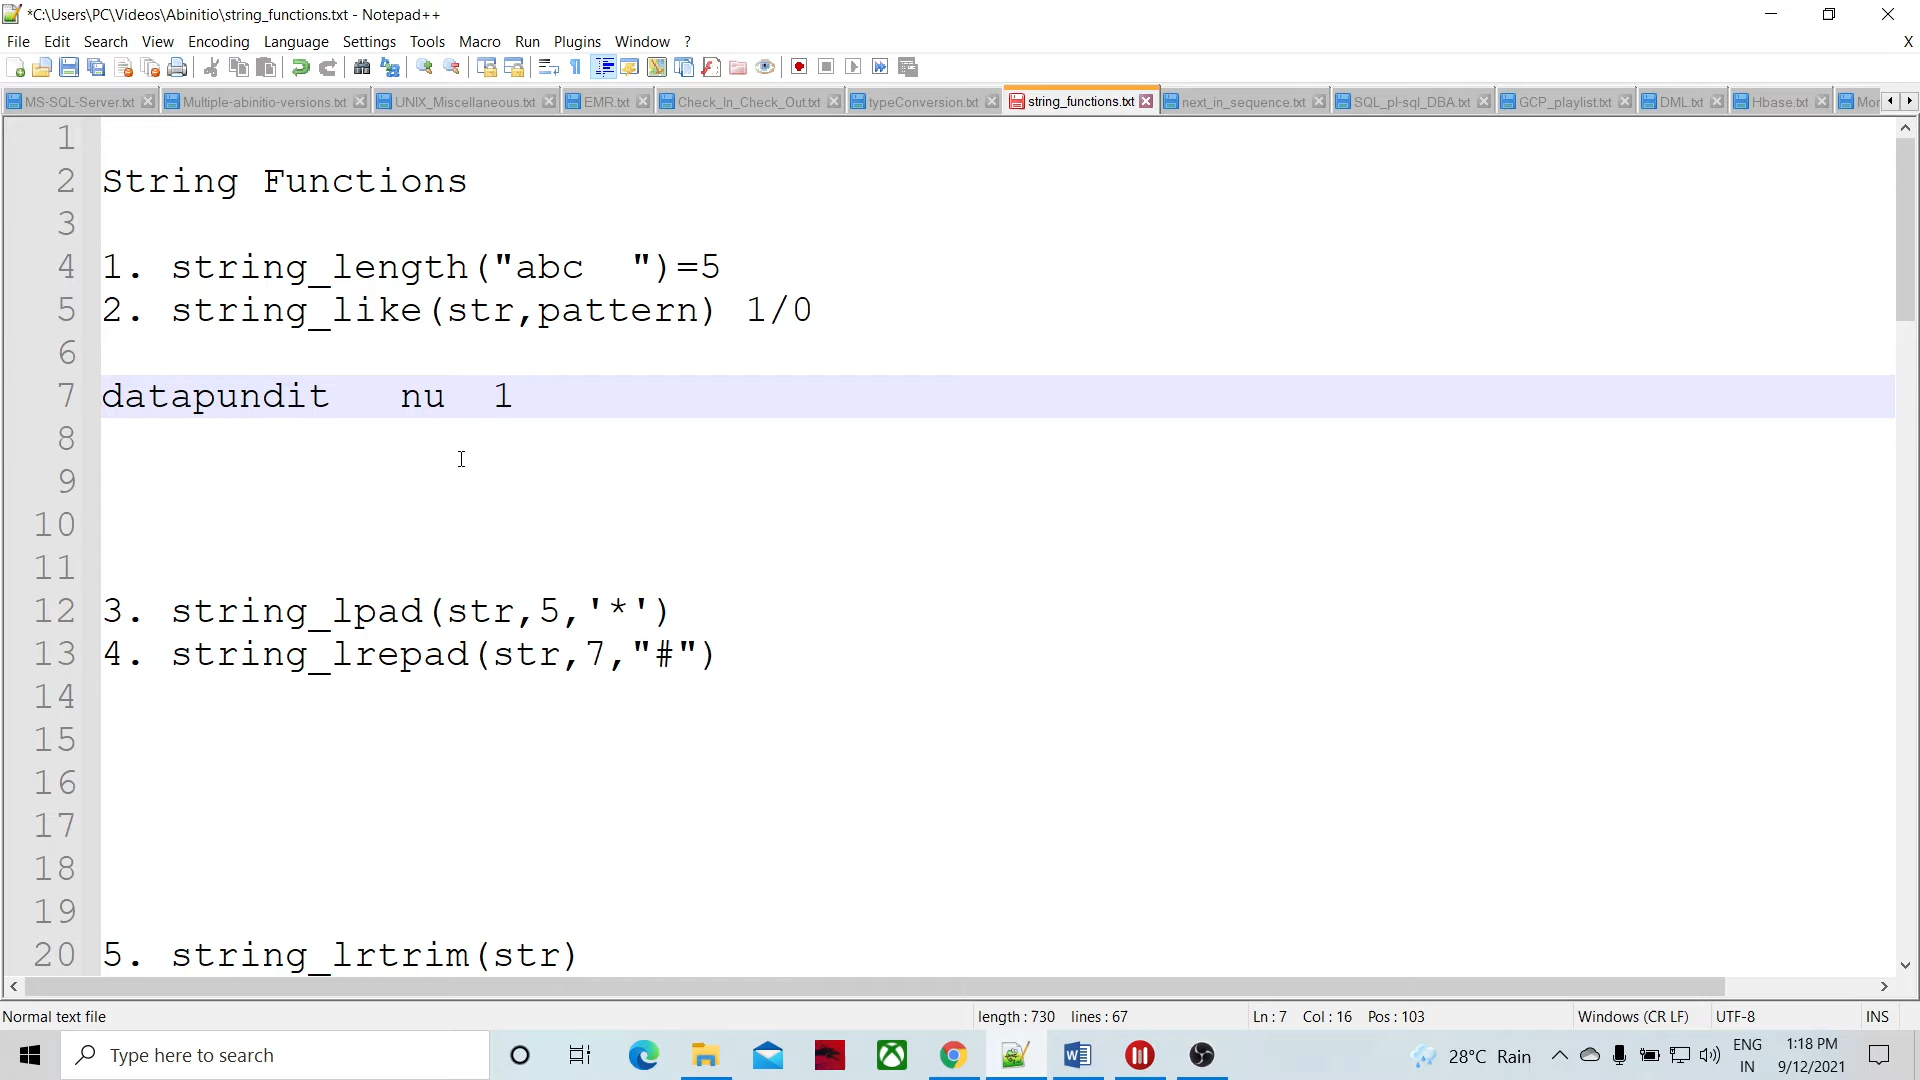 *C:\Users\PC\Videos\Abinitio\string_functions.txt - Notepad++
File Edit Search View Encoding Language Settings Tools Macro Run Plugins Window ? X
MS-SQL-Server.txt Multiple-abinitio-versions.txt UNIX_Miscellaneous.txt EMR.txt Check_In_Check_Out.txt typeConversion.txt string_functions.txt next_in_sequence.txt SQL_pl-sql_DBA.txt GCP_playlist.txt DML.txt Hbase.txt Mor
1
2 String Functions
3
4 1. string_length("abc  ")=5
5 2. string_like(str,pattern) 1/0
6
7 datapundit   nu  1
8
9
10
11
12 3. string_lpad(str,5,'*')
13 4. string_lrepad(str,7,"#")
14
15
16
17
18
19
20 5. string_lrtrim(str)
Normal text file length : 730 lines : 67 Ln : 7 Col : 16 Pos : 103 Windows (CR LF) UTF-8 INS
Type here to search 28°C Rain ENG IN 1:18 PM 9/12/2021